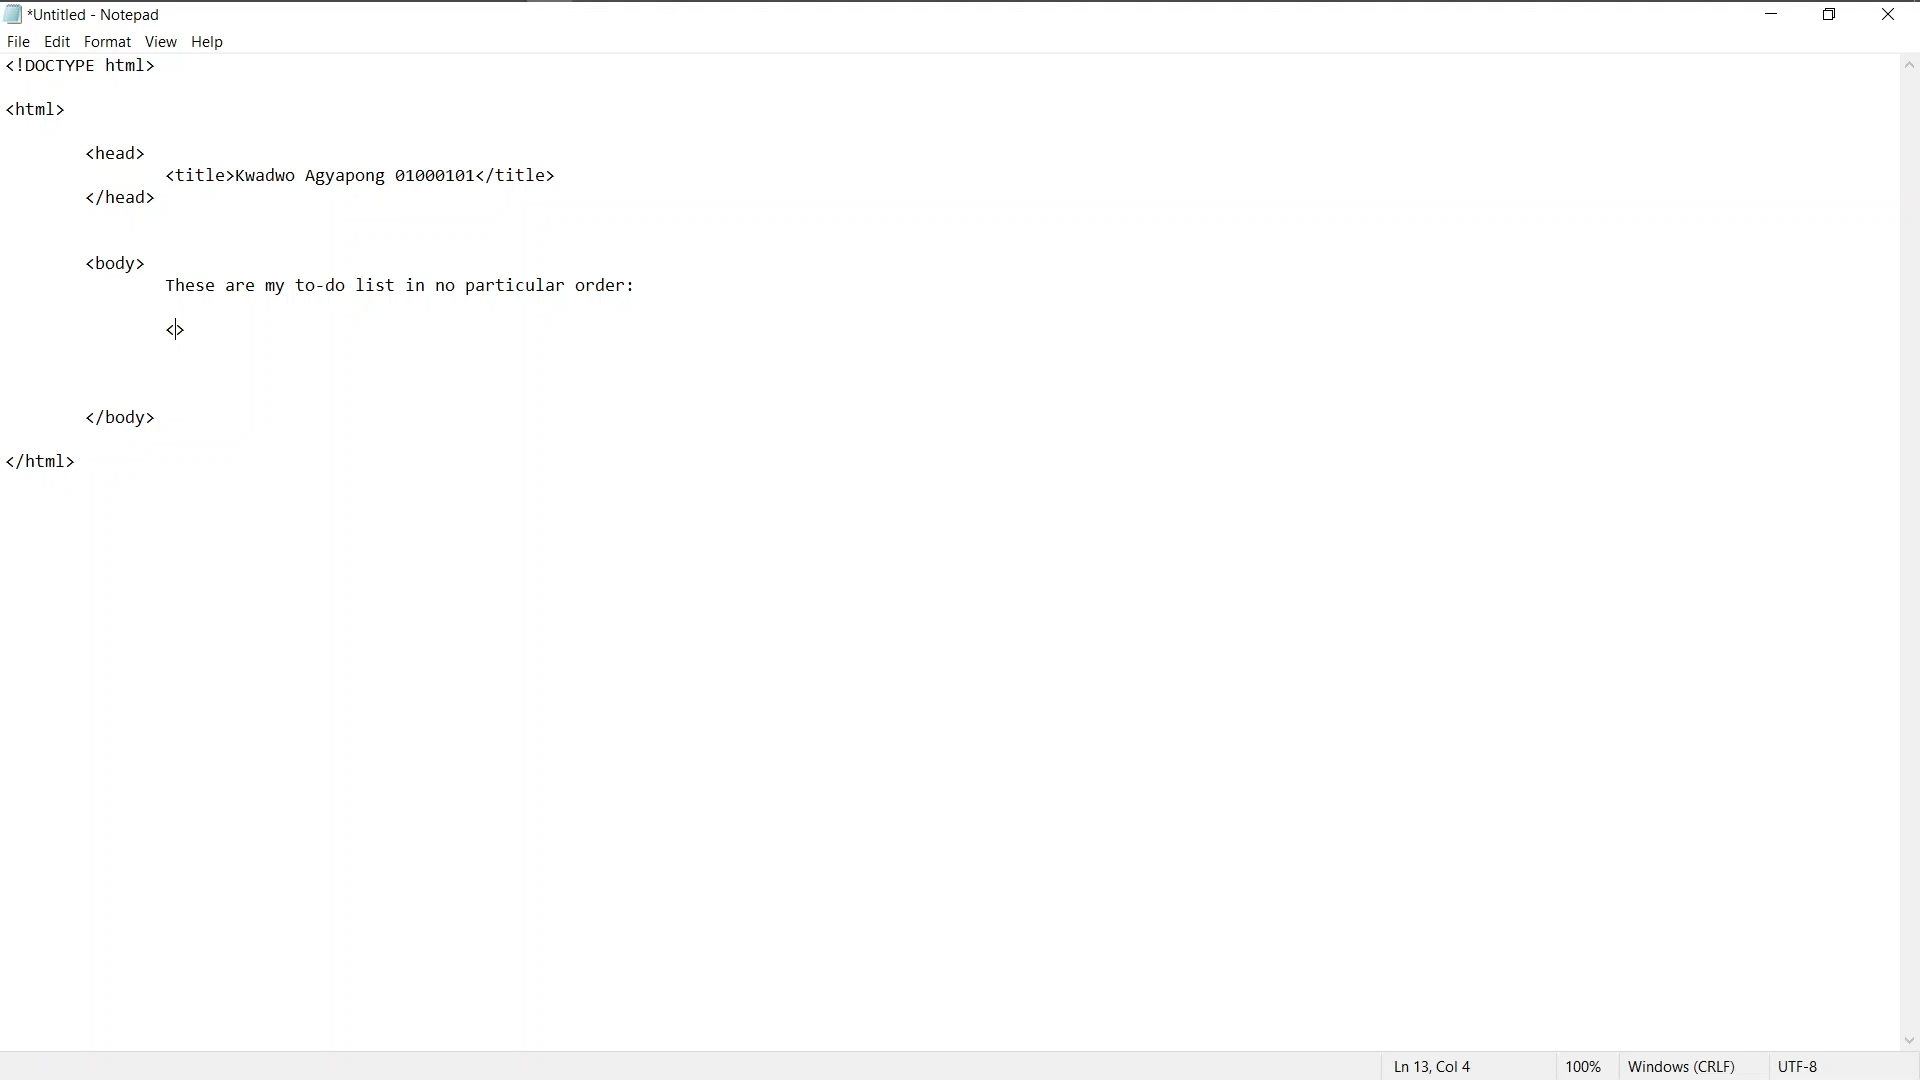 *Untitled - Notepad
File Edit Format View Help
<!DOCTYPE html>
<html>
<head>
<title>Kwadwo Agyapong 01000101</title>
</head>
<body>
These are my to-do list in no particular order:
<>
</body>
</html>
Ln 13, Col 4 100% Windows (CRLF) UTF-8